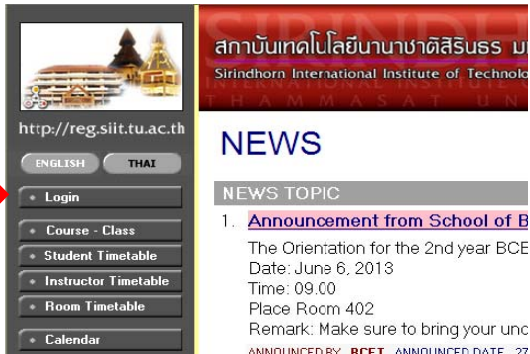 สถาบันเทคโนโลยีนานาชาติสิรินธร
Sirindhorn International Institute of
THAMMASAT
http://reg.siit.tu.ac.th
ENGLISH THAI
Login
Course - Class
Student Timetable
Instructor Timetable
Room Timetable
Calendar
NEWS
NEWS TOPIC
1. Announcement from School of
The Orientation for the 2nd year
Date: June 6, 2013
Time: 09.00
Place Room 402
Remark: Make sure to bring your
ANNOUNCED BY BCET ANNOUNCED DATE 27